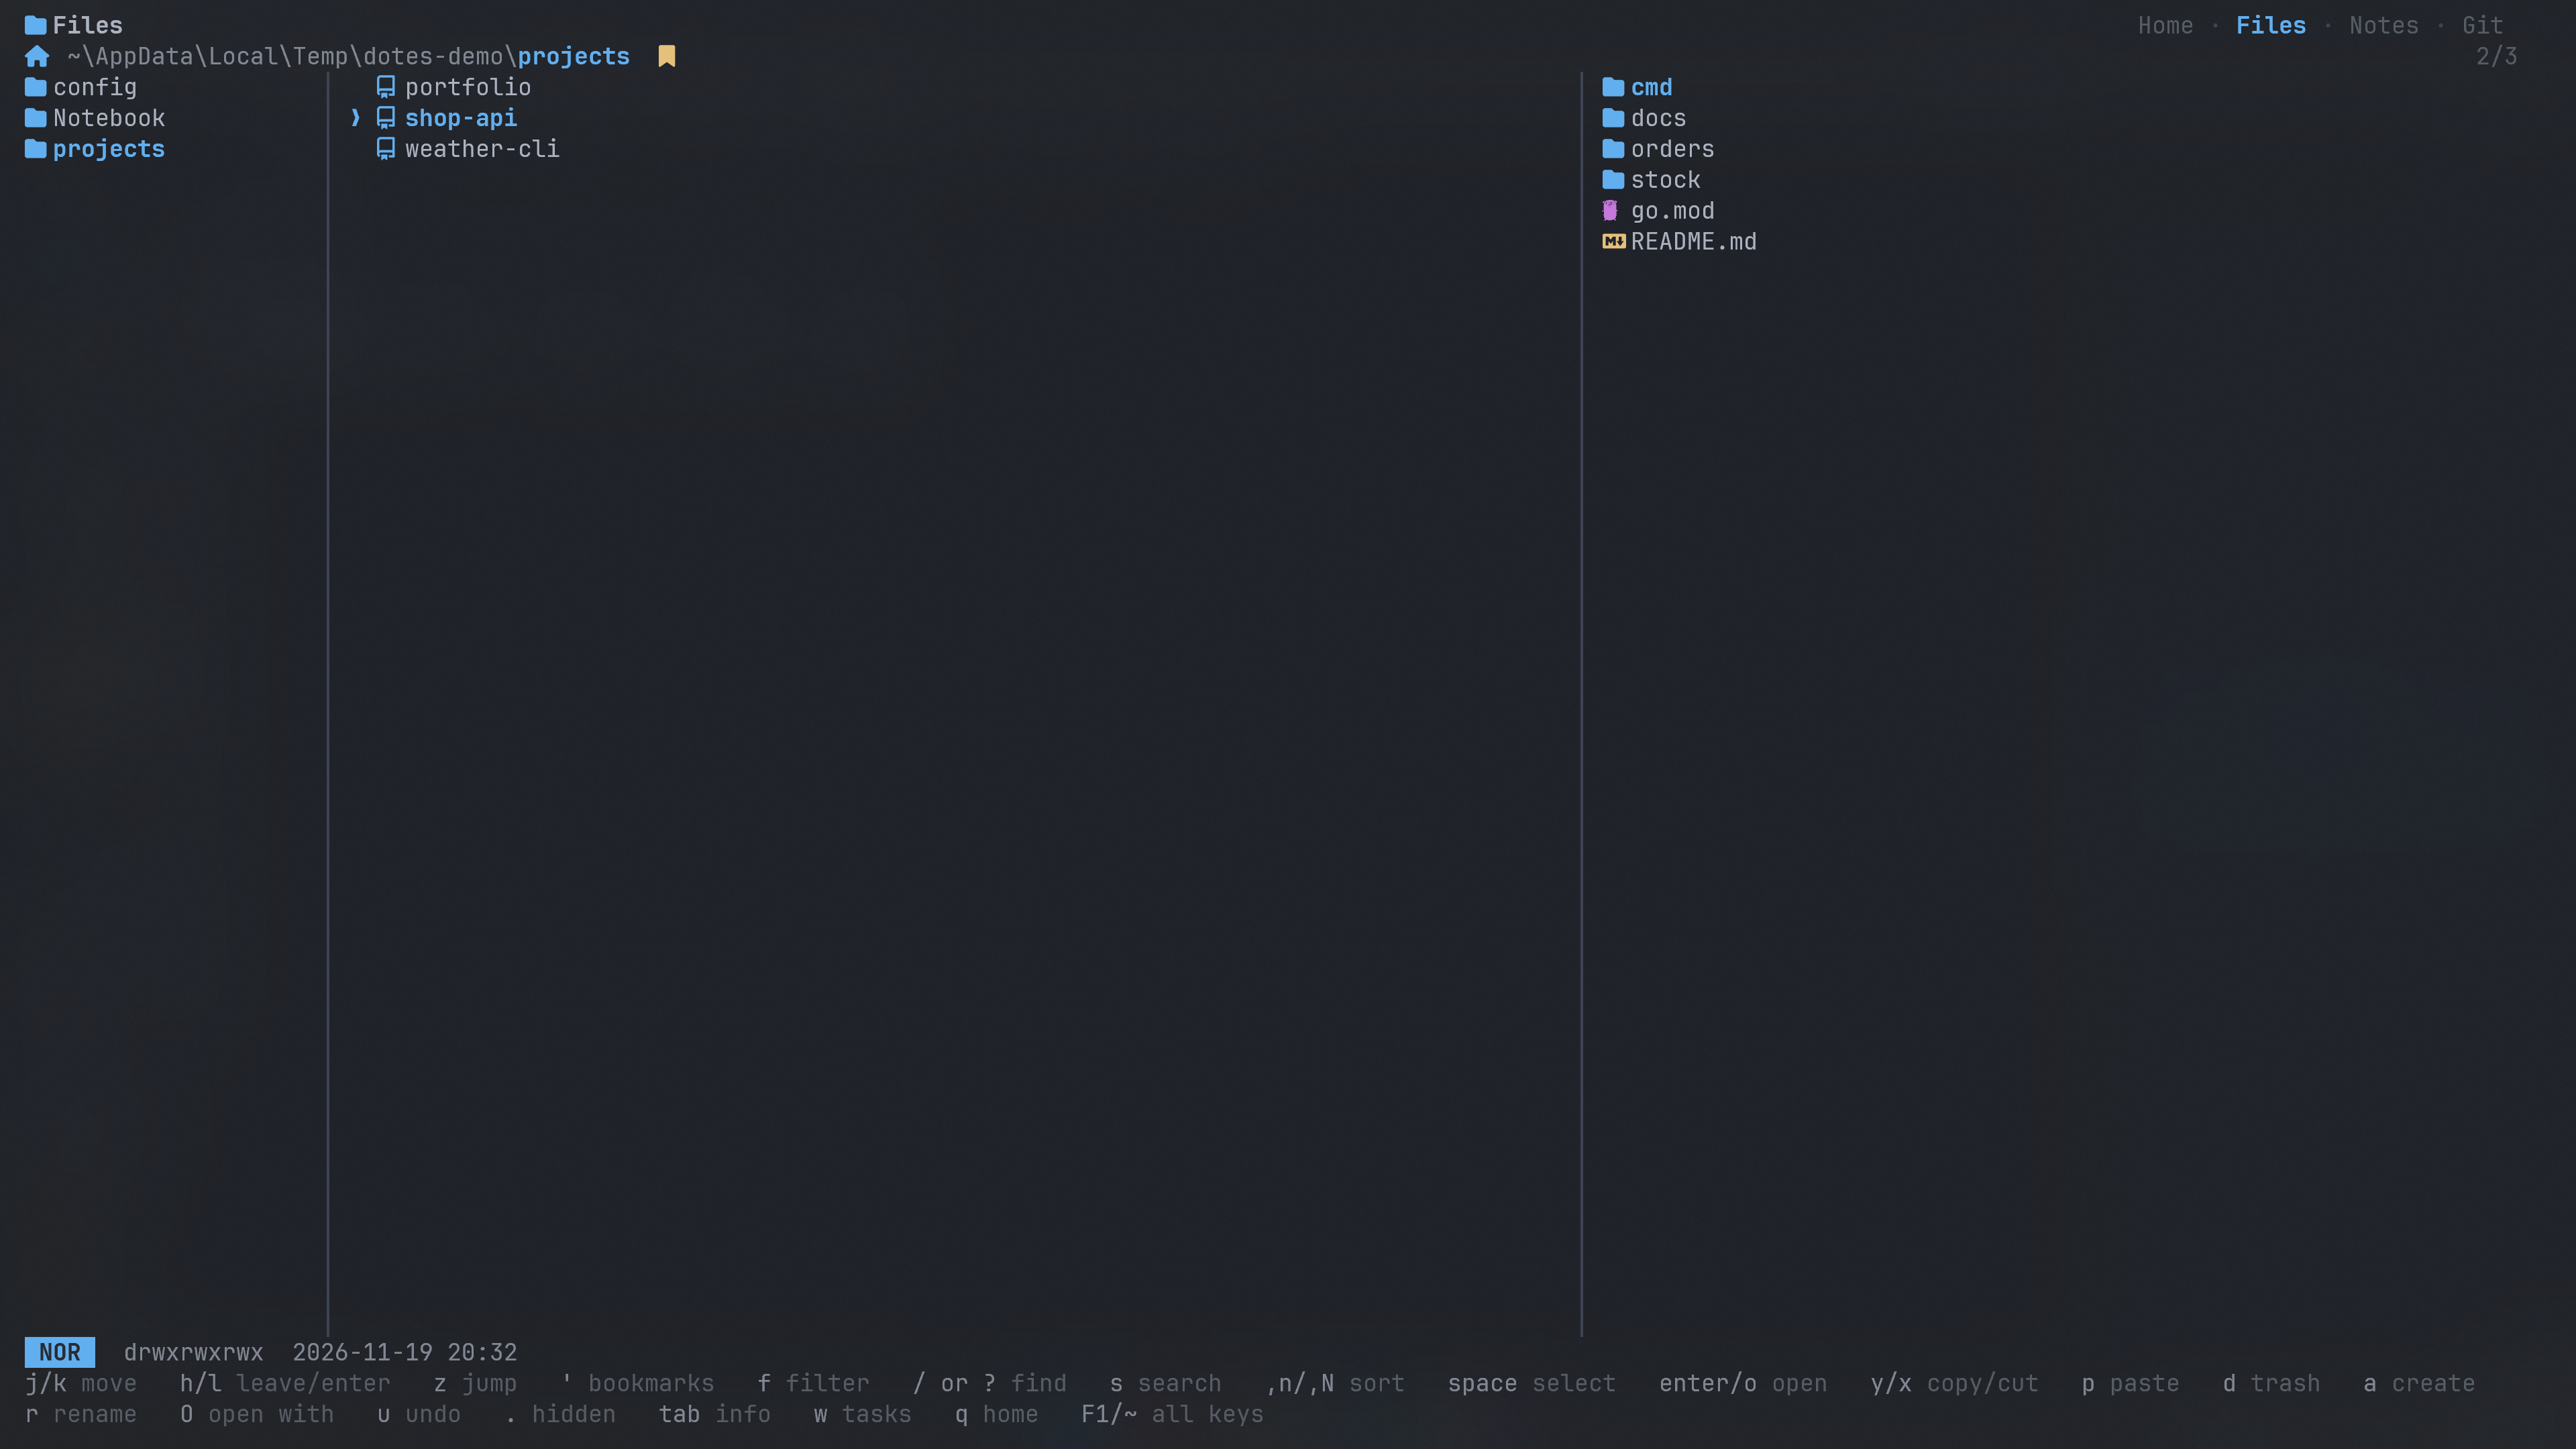 Files Home · Files · Notes · Git
~\AppData\Local\Temp\dotes-demo\projects 2/3
config portfolio cmd
Notebook ❱ shop-api docs
projects weather-cli orders
stock
go.mod
README.md
NOR drwxrwxrwx 2026-11-19 20:32
j/k move h/l leave/enter z jump ' bookmarks f filter / or ? find s search ,n/,N sort space select enter/o open y/x copy/cut p paste d trash a create
r rename O open with u undo . hidden tab info w tasks q home F1/~ all keys